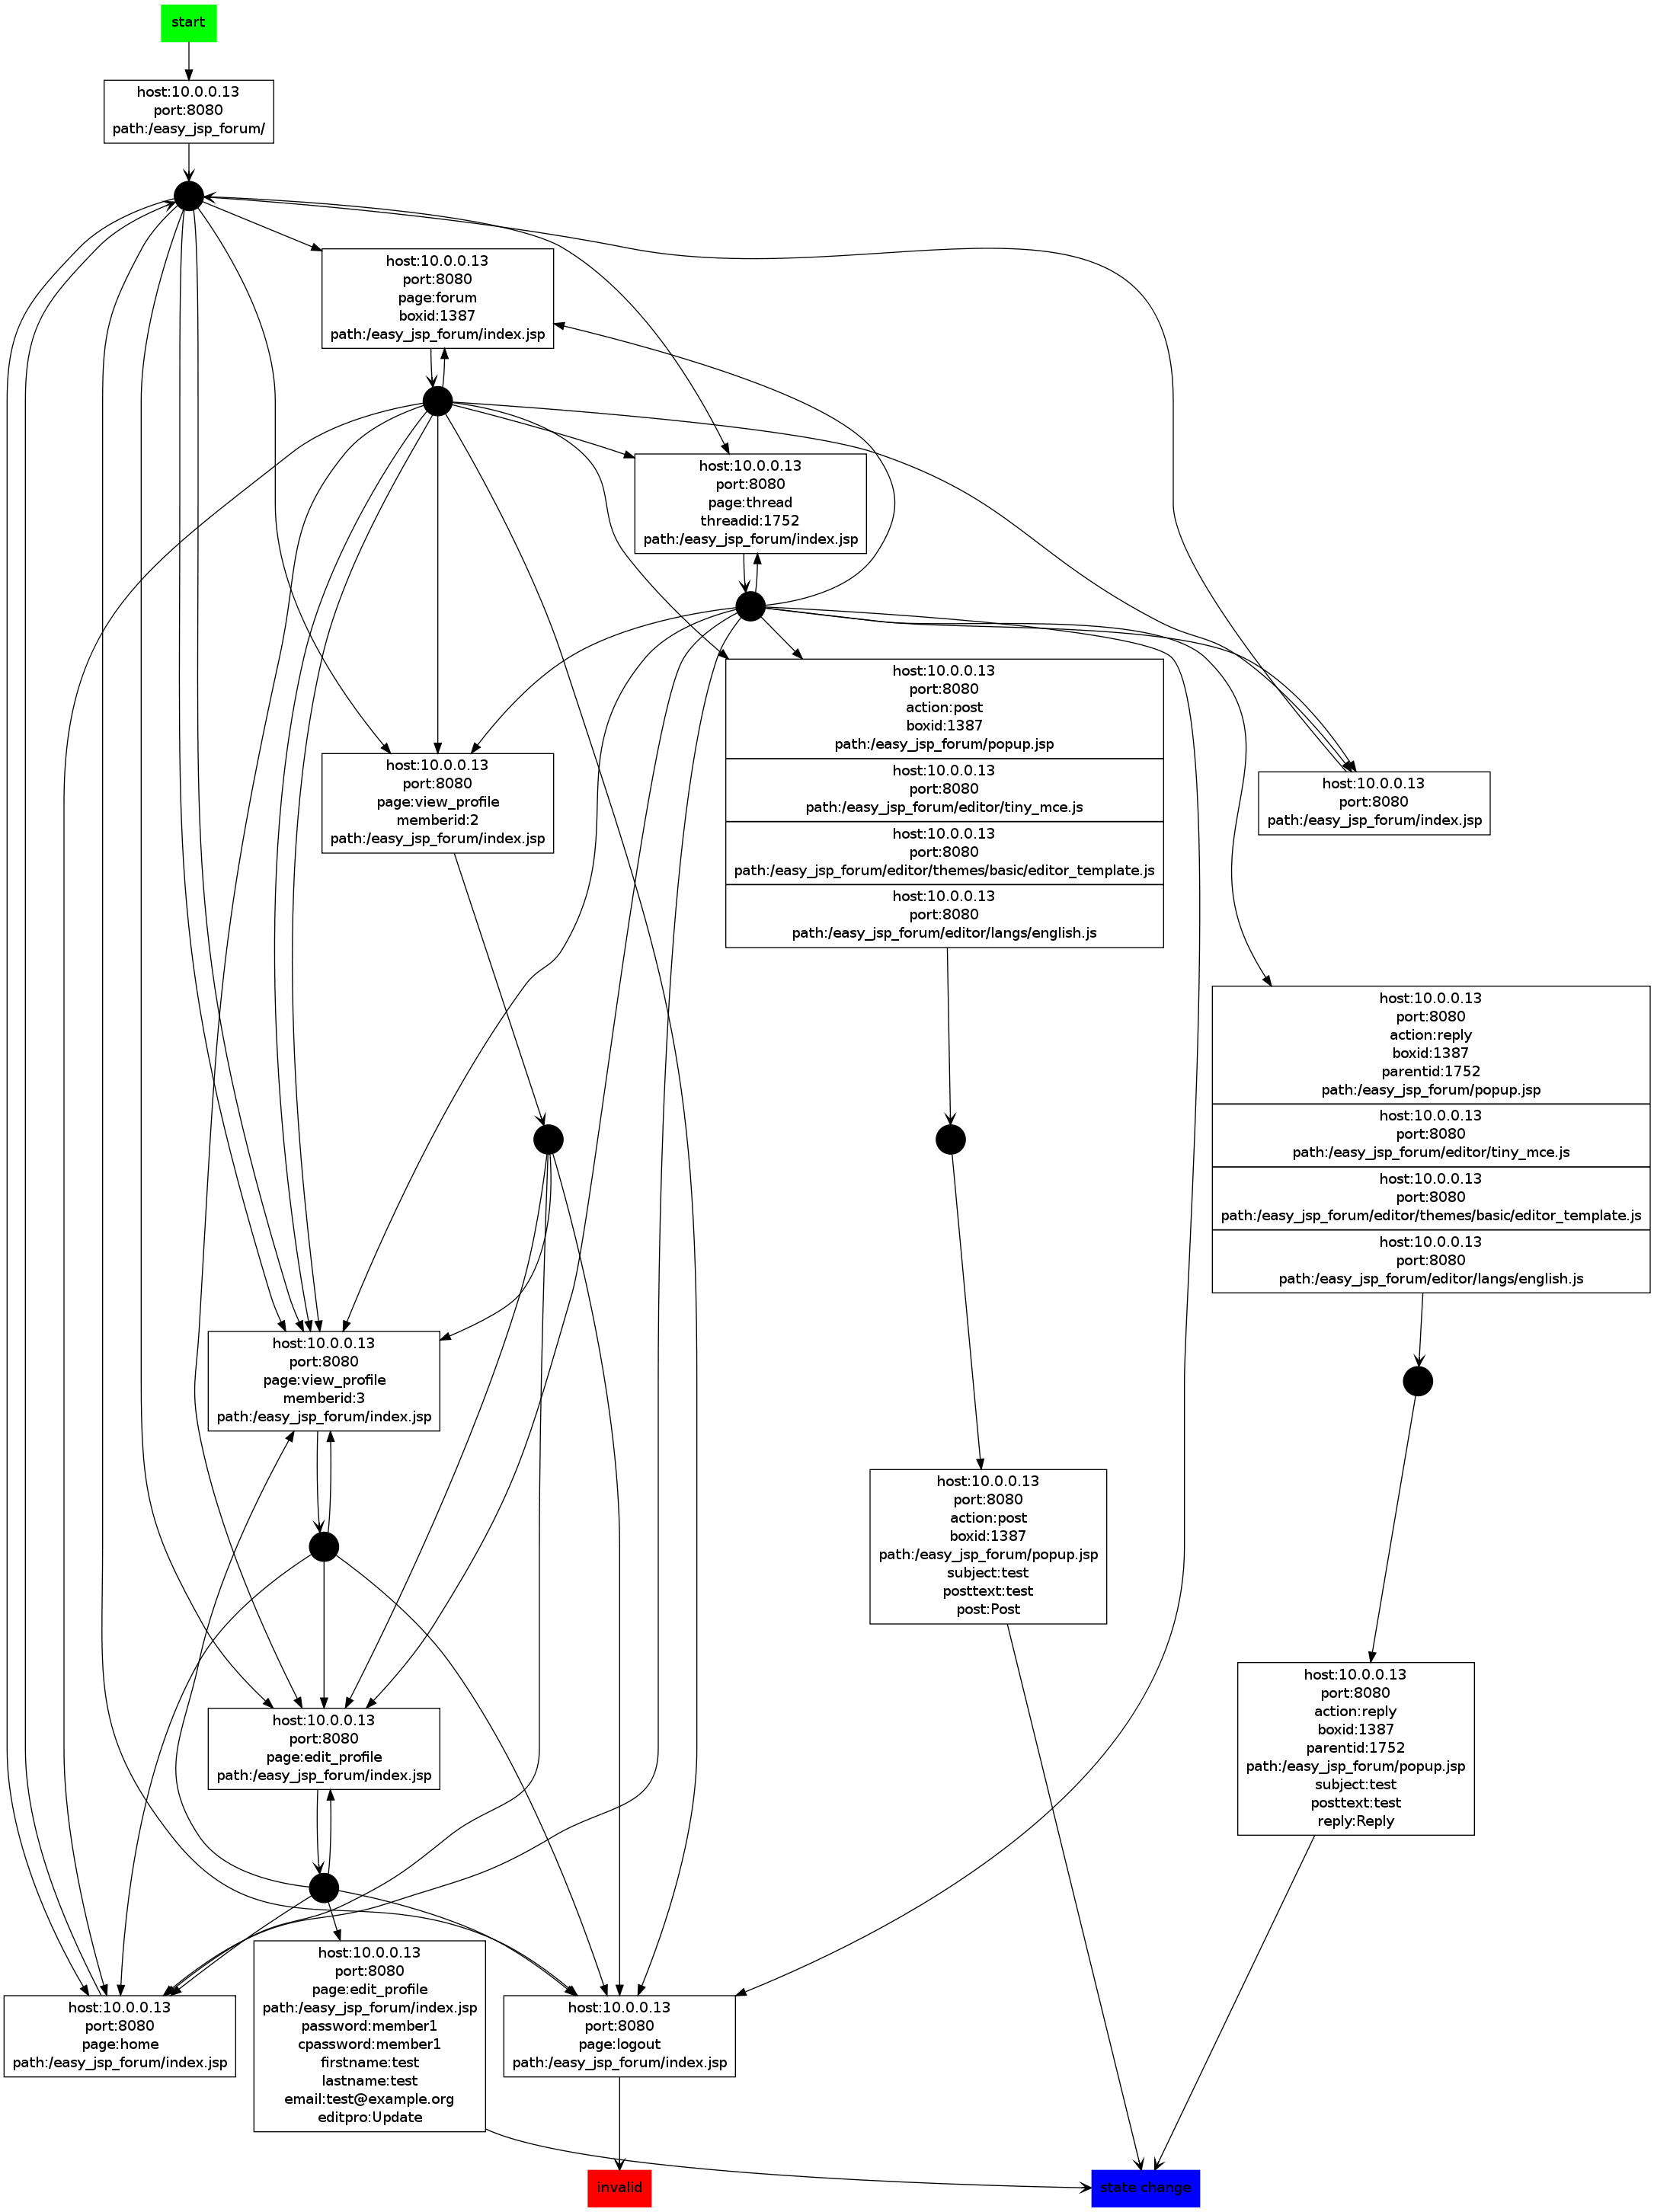 start
host:10.0.0.13
port:8080
path:/easy_jsp_forum/
host:10.0.0.13
port:8080
page:forum
boxid:1387
path:/easy_jsp_forum/index.jsp
host:10.0.0.13
port:8080
page:thread
threadid:1752
path:/easy_jsp_forum/index.jsp
host:10.0.0.13
port:8080
action:post
boxid:1387
path:/easy_jsp_forum/popup.jsp
host:10.0.0.13
port:8080
path:/easy_jsp_forum/editor/tiny_mce.js
host:10.0.0.13
port:8080
path:/easy_jsp_forum/editor/themes/basic/editor_template.js
host:10.0.0.13
port:8080
path:/easy_jsp_forum/editor/langs/english.js
host:10.0.0.13
port:8080
page:view_profile
memberid:2
path:/easy_jsp_forum/index.jsp
host:10.0.0.13
port:8080
path:/easy_jsp_forum/index.jsp
host:10.0.0.13
port:8080
action:reply
boxid:1387
parentid:1752
path:/easy_jsp_forum/popup.jsp
host:10.0.0.13
port:8080
path:/easy_jsp_forum/editor/tiny_mce.js
host:10.0.0.13
port:8080
path:/easy_jsp_forum/editor/themes/basic/editor_template.js
host:10.0.0.13
port:8080
path:/easy_jsp_forum/editor/langs/english.js
host:10.0.0.13
port:8080
page:view_profile
memberid:3
path:/easy_jsp_forum/index.jsp
host:10.0.0.13
port:8080
action:post
boxid:1387
path:/easy_jsp_forum/popup.jsp
subject:test
posttext:test
post:Post
host:10.0.0.13
port:8080
action:reply
boxid:1387
parentid:1752
path:/easy_jsp_forum/popup.jsp
subject:test
posttext:test
reply:Reply
host:10.0.0.13
port:8080
page:edit_profile
path:/easy_jsp_forum/index.jsp
host:10.0.0.13
port:8080
page:edit_profile
path:/easy_jsp_forum/index.jsp
password:member1
cpassword:member1
firstname:test
lastname:test
email:test@example.org
editpro:Update
host:10.0.0.13
port:8080
page:home
path:/easy_jsp_forum/index.jsp
host:10.0.0.13
port:8080
page:logout
path:/easy_jsp_forum/index.jsp
invalid
state change